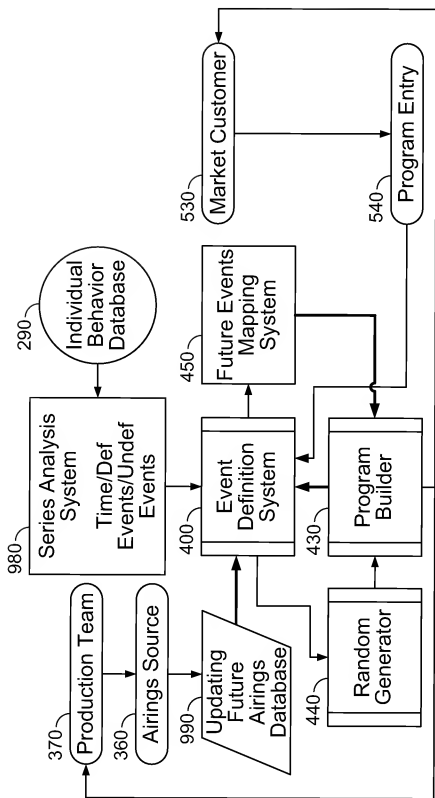 370
Production Team
360
Airings Source
990
Updating
Future
Airings
Database
980
Series Analysis
System
Time/Def
Events/Undef
Events
290
Individual
Behavior
Database
400
Event
Definition
System
450
Future Events
Mapping
System
530
Market Customer
440
Random
Generator
430
Program
Builder
540
Program Entry